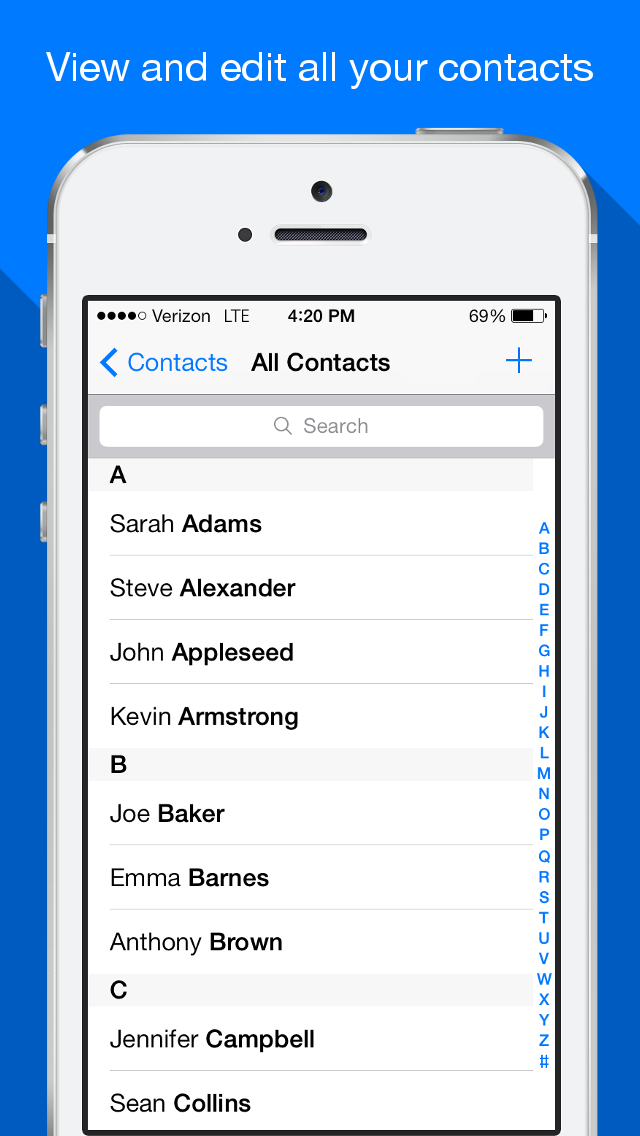 View and edit all your contacts
Verizon LTE 4:20 PM 69%
Contacts All Contacts
Search
A
Sarah Adams
Steve Alexander
John Appleseed
Kevin Armstrong
B
Joe Baker
Emma Barnes
Anthony Brown
C
Jennifer Campbell
Sean Collins
A
B
C
D
E
F
G
H
I
J
K
L
M
N
O
P
Q
R
S
T
U
V
W
X
Y
Z
#